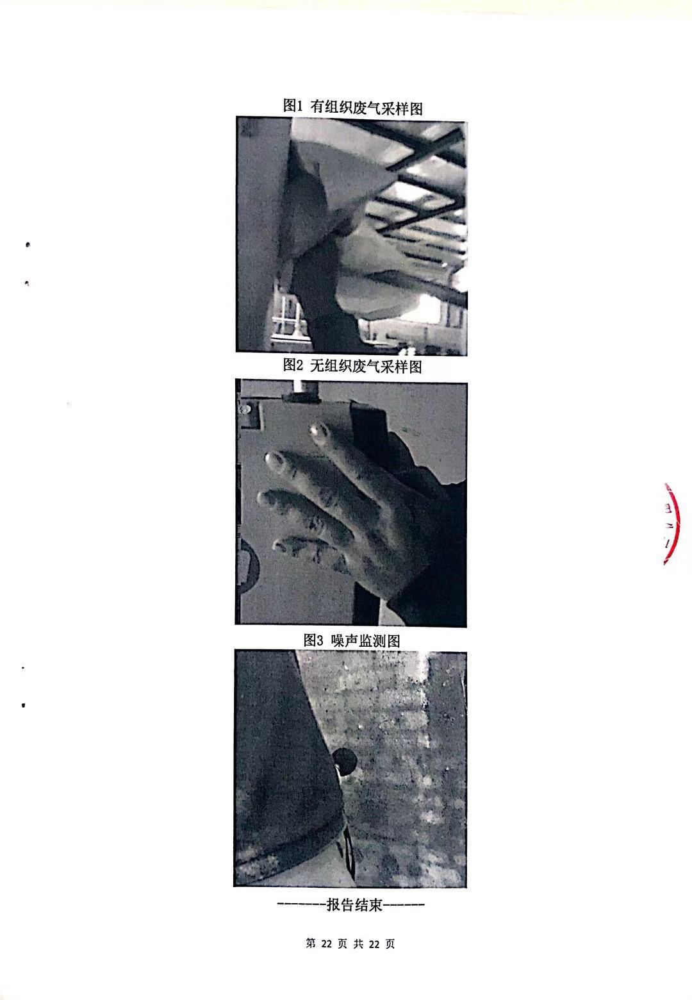 图1 有组织废气采样图
图2 无组织废气采样图
图3 噪声监测图
-------报告结束------
第 22 页 共 22 页